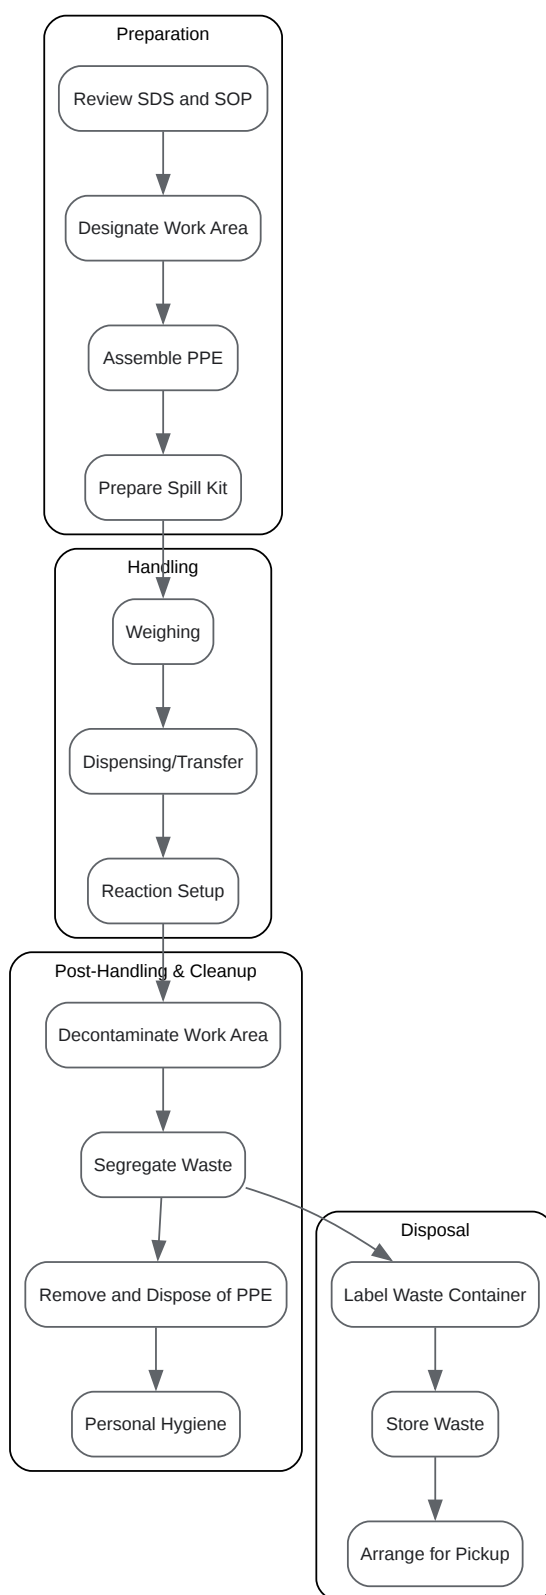 Preparation
Review SDS and SOP
Designate Work Area
Assemble PPE
Prepare Spill Kit
Handling
Weighing
Dispensing/Transfer
Reaction Setup
Post-Handling & Cleanup
Decontaminate Work Area
Segregate Waste
Remove and Dispose of PPE
Personal Hygiene
Disposal
Label Waste Container
Store Waste
Arrange for Pickup